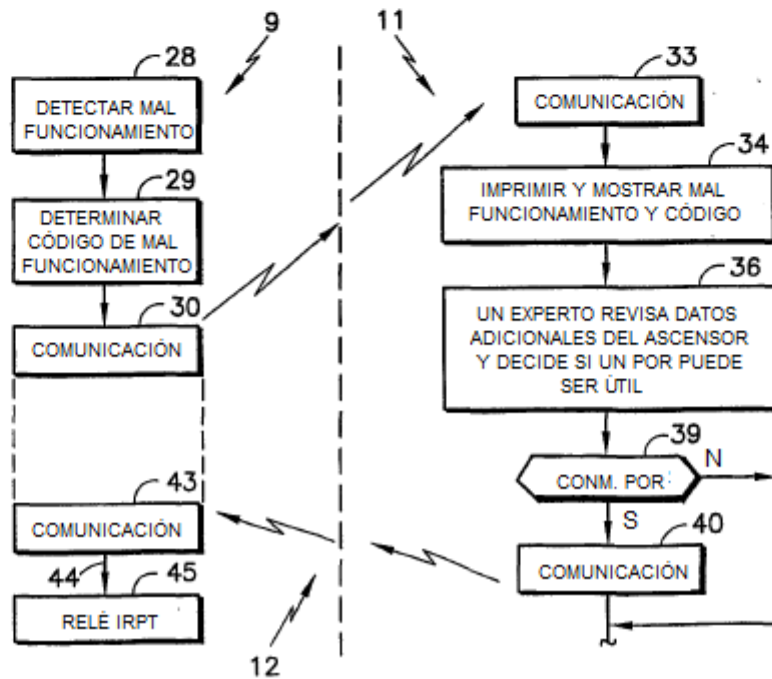 9
11
28
DETECTAR MAL
FUNCIONAMIENTO
29
DETERMINAR
CÓDIGO DE MAL
FUNCIONAMIENTO
30
COMUNICACIÓN
43
COMUNICACIÓN
44
45
RELÉ IRPT
12
33
COMUNICACIÓN
34
IMPRIMIR Y MOSTRAR MAL
FUNCIONAMIENTO Y CÓDIGO
36
UN EXPERTO REVISA DATOS
ADICIONALES DEL ASCENSOR
Y DECIDE SI UN POR PUEDE
SER ÚTIL
39
CONM. POR
N
S
40
COMUNICACIÓN